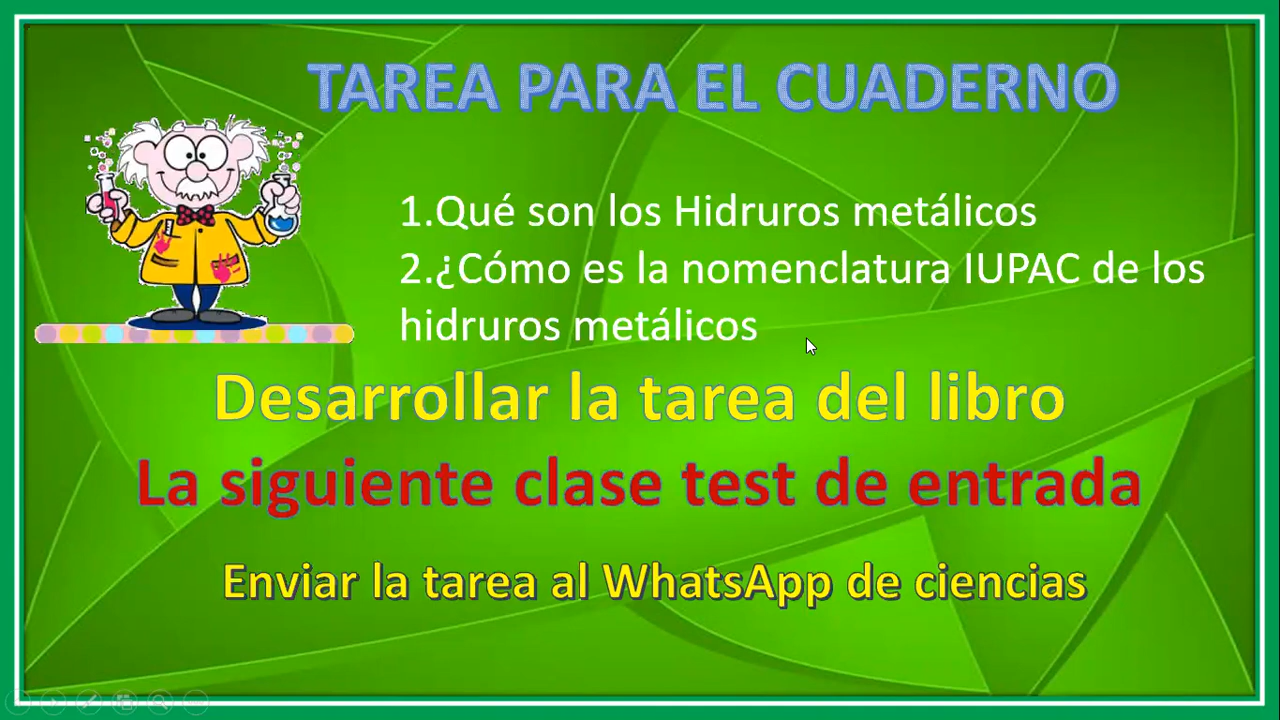 TAREA PARA EL CUADERNO
1.Qué son los Hidruros metálicos
2.¿Cómo es la nomenclatura IUPAC de los
hidruros metálicos
Desarrollar la tarea del libro
La siguiente clase test de entrada
Enviar la tarea al WhatsApp de ciencias